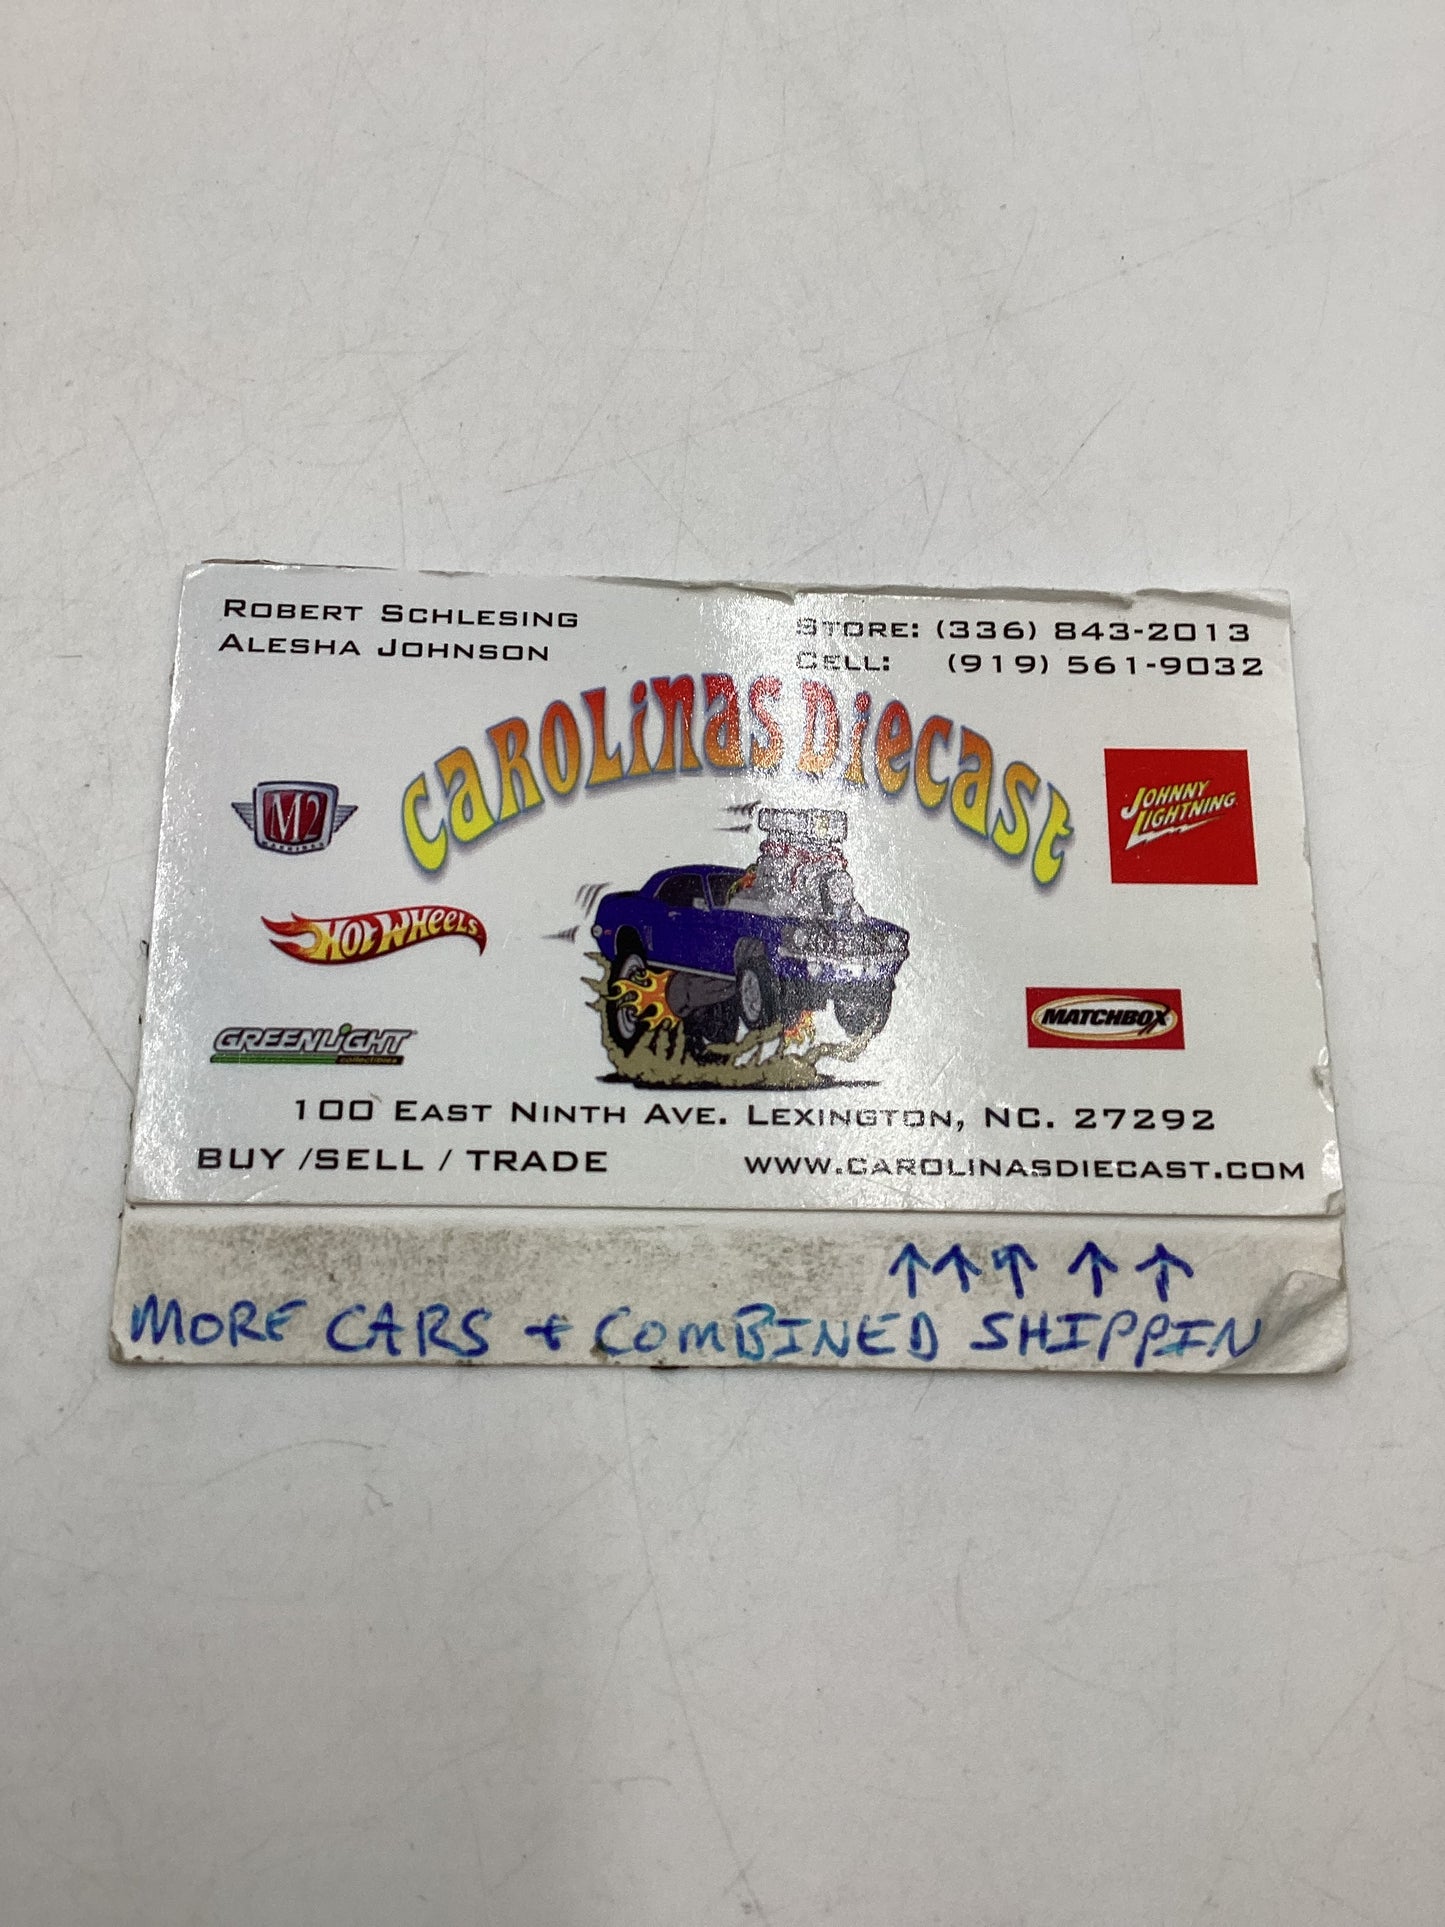 ROBERT SCHLESING
ALESHA JOHNSON
STORE: (336) 843-2013
CELL: (919) 561-9032
CAROLiNAS DiECAST
M2
MACHINES
JOHNNY
LIGHTNING
HOT WHEELS
MATCHBOX
GREENLiGHT
collectibles
100 EAST NINTH AVE. LEXINGTON, NC. 27292
BUY /SELL / TRADE
WWW.CAROLINASDIECAST.COM
↑↑↑↑↑
MORE CARS + COMBINED SHIPPIN